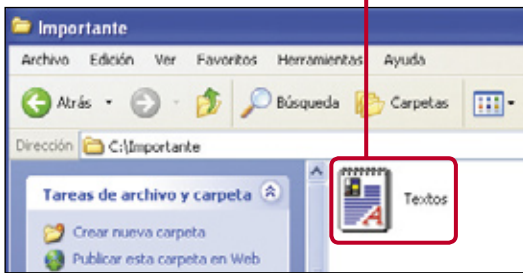 Importante
Archivo Edición Ver Favoritos Herramientas Ayuda
Atrás Búsqueda Carpetas
Dirección C:\Importante
Tareas de archivo y carpeta
Textos
Crear nueva carpeta
Publicar esta carpeta en Web